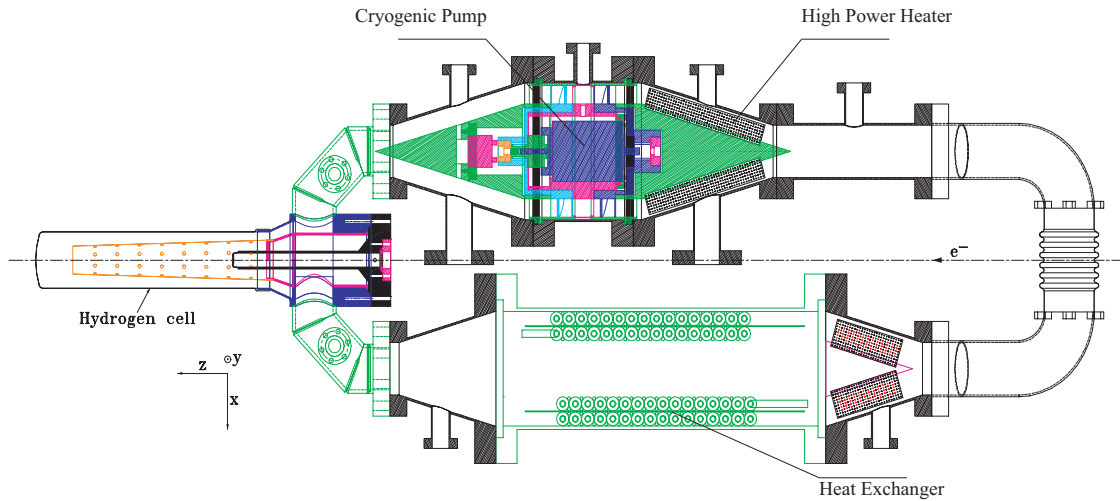 Cryogenic Pump
High Power Heater
e⁻
Hydrogen cell
y
z
x
Heat Exchanger